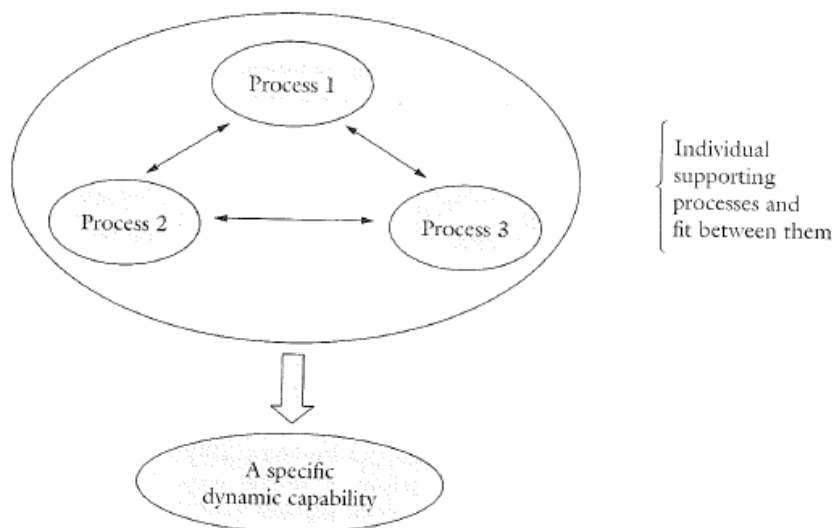 Process 1
Process 2
Process 3
Individual
supporting
processes and
fit between them
A specific
dynamic capability